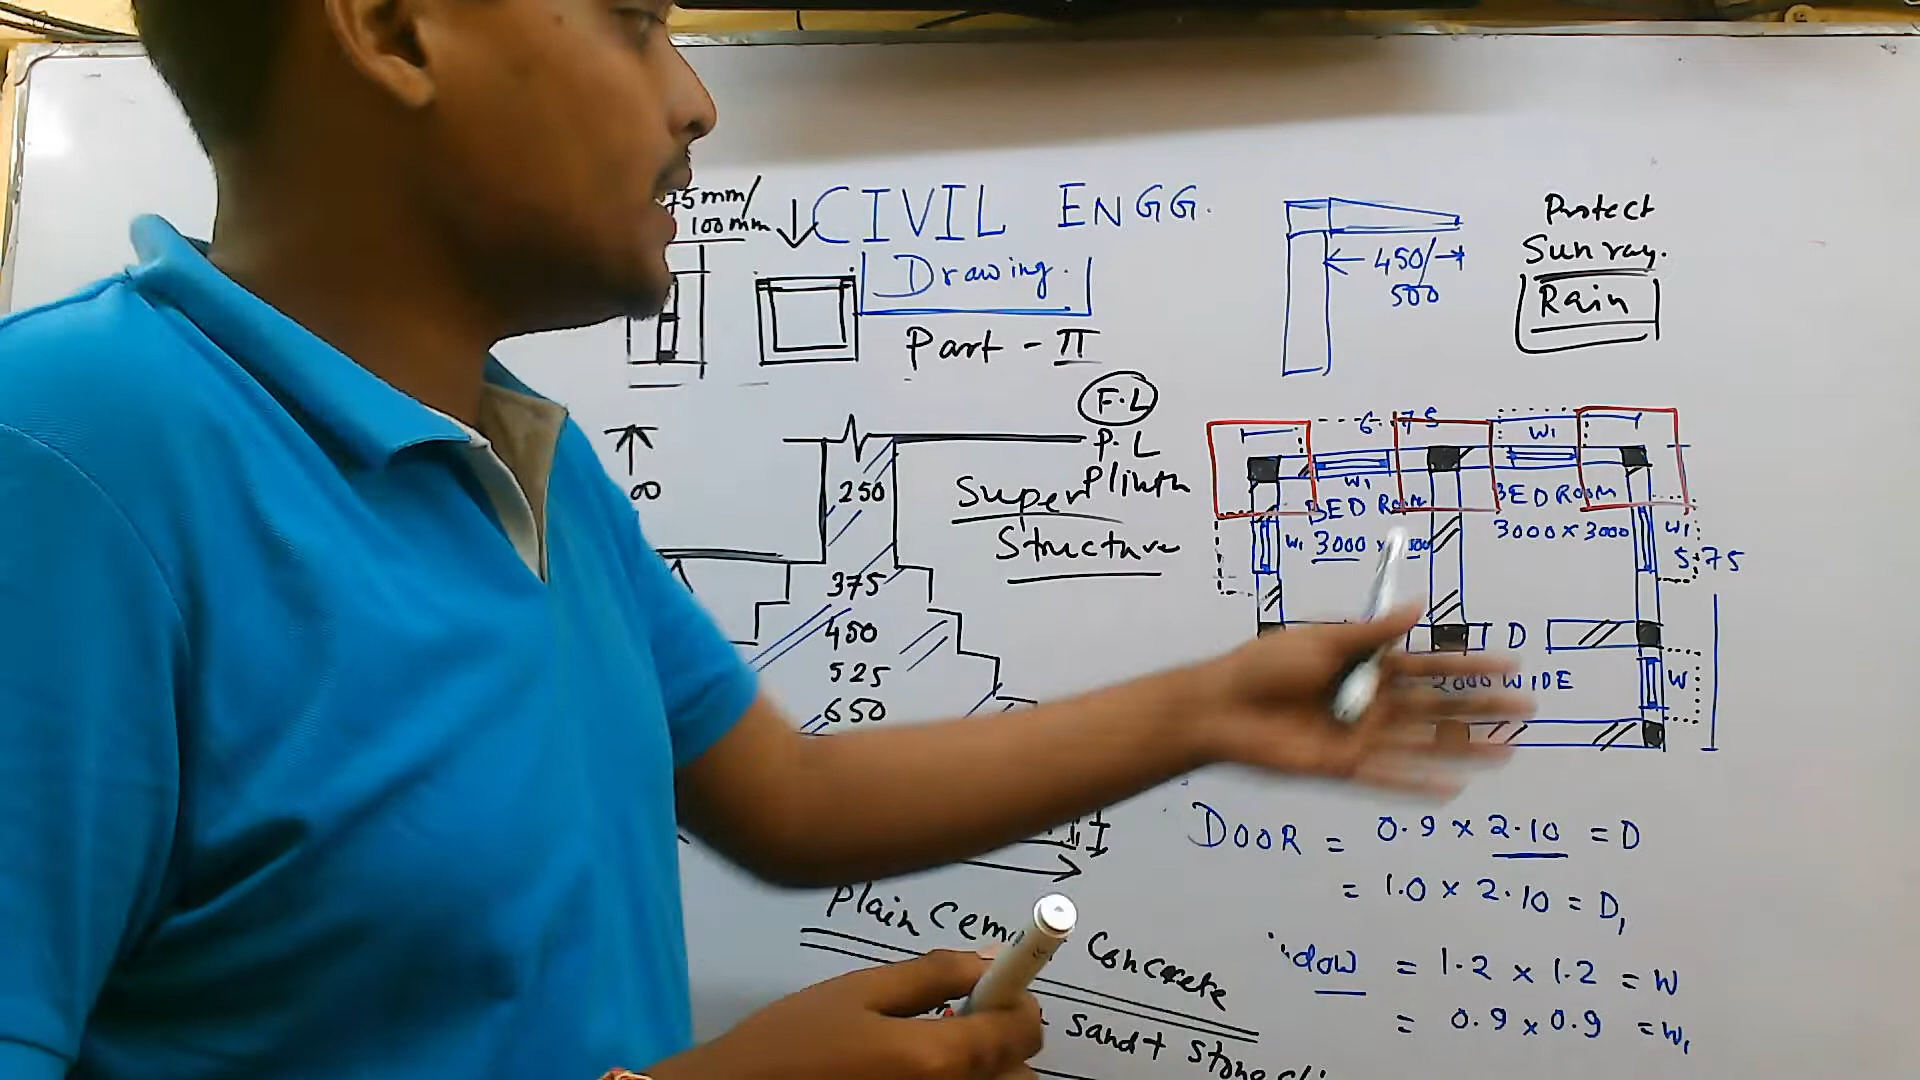 75mm/
100mm
CIVIL ENGG.
Drawing.
Part - II
450/
500
Protect
Sun ray.
Rain
F.L
P.L
Plinth
Super
Structure
250
375
450
525
650
6.75
W1
W1
BED ROOM
3000 x
W1
BED ROOM
3000 x 3000
W1
5.75
D
2000 WIDE
W
DOOR = 0.9 x 2.10 = D
= 1.0 x 2.10 = D1
= 1.2 x 1.2 = W
= 0.9 x 0.9 = W1
Plain Cem
Concrete
Sand + Stone